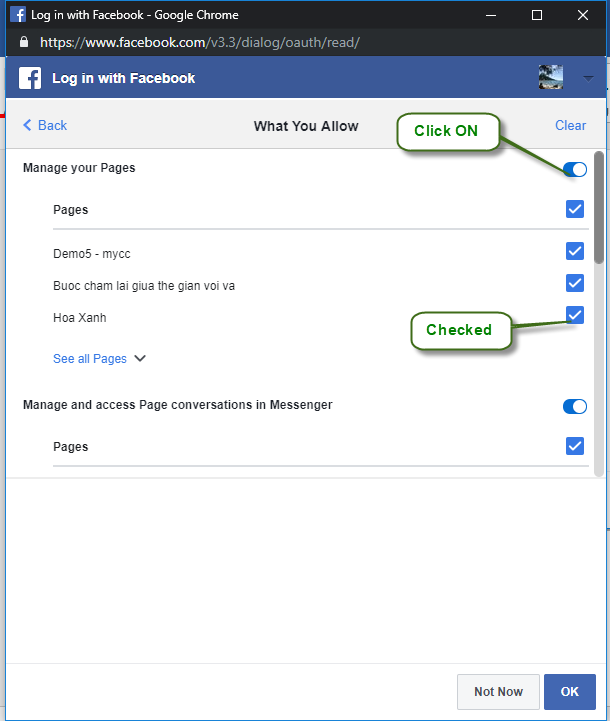 Log in with Facebook - Google Chrome
https://www.facebook.com/v3.3/dialog/oauth/read/
Log in with Facebook
Back
What You Allow
Clear
Click ON
Manage your Pages
Pages
Demo5 - mycc
Buoc cham lai giua the gian voi va
Hoa Xanh
Checked
See all Pages
Manage and access Page conversations in Messenger
Pages
Not Now
OK